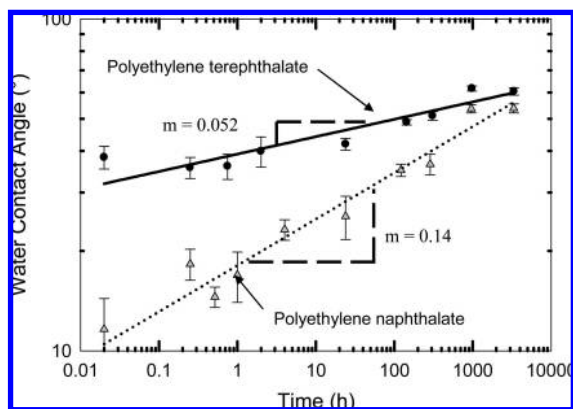 100
Polyethylene terephthalate
m = 0.052
Water Contact Angle (°)
m = 0.14
Polyethylene naphthalate
10
0.01 0.1 1 10 100 1000 10000
Time (h)